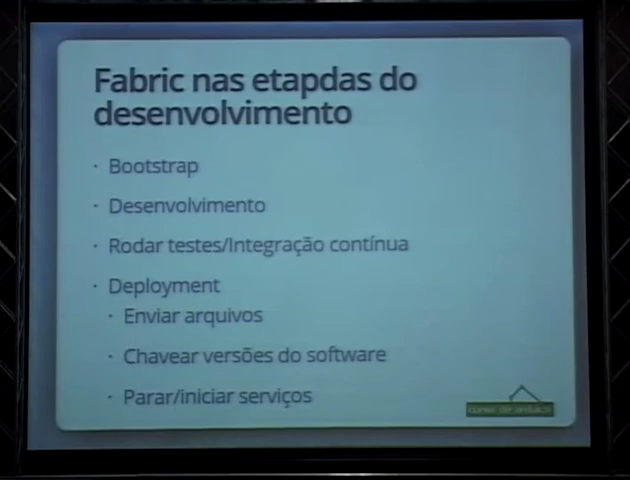 Fabric nas etapdas do
desenvolvimento
· Bootstrap
· Desenvolvimento
· Rodar testes/Integração contínua
· Deployment
· Enviar arquivos
· Chavear versões do software
· Parar/iniciar serviços